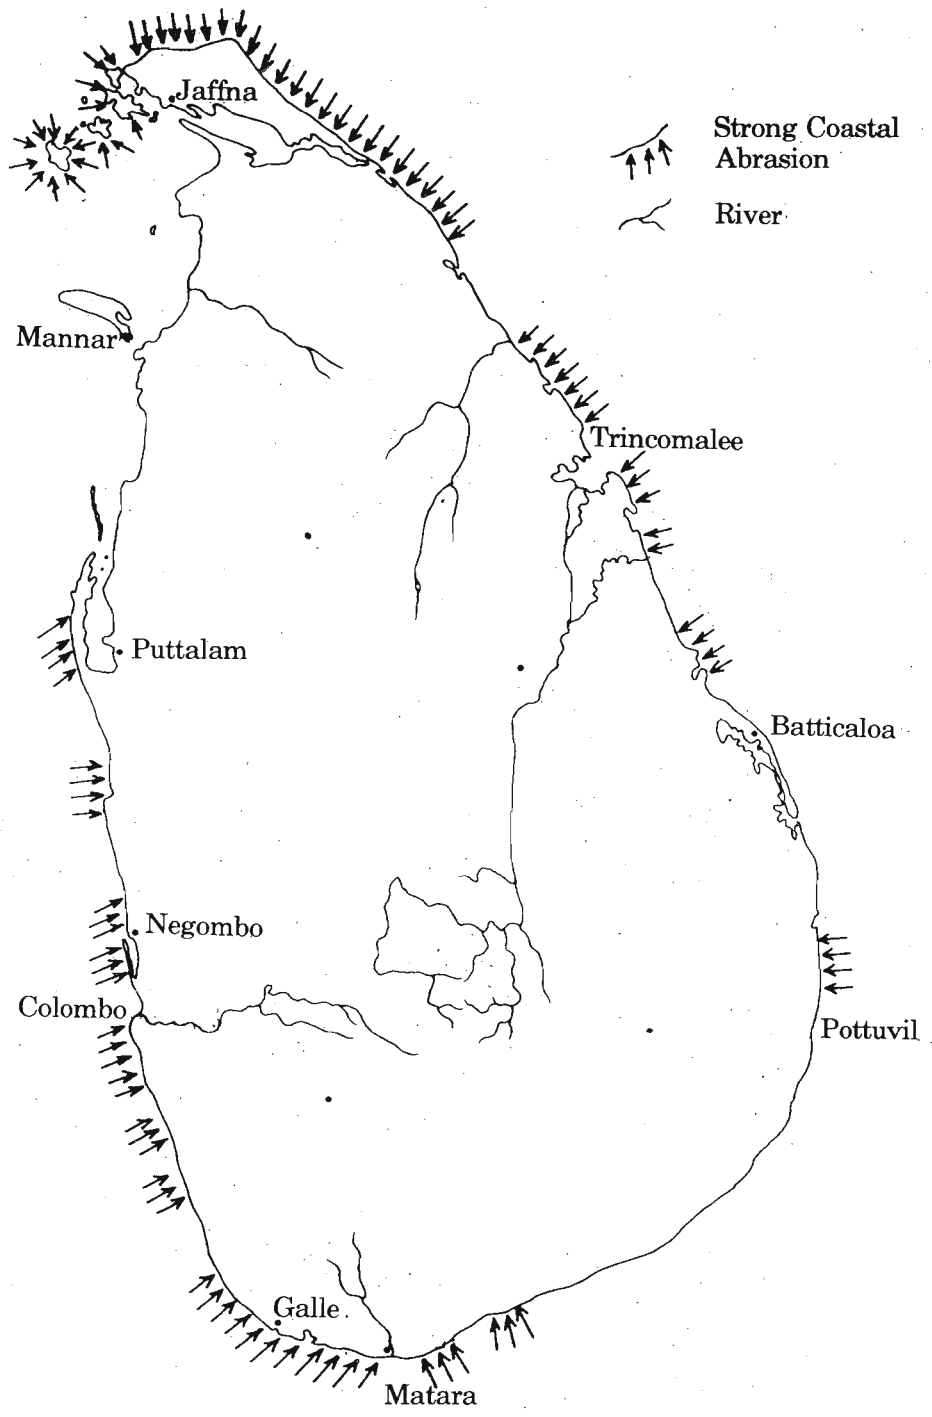 Jaffna
Strong Coastal
Abrasion
River
Mannar
Trincomalee
Puttalam
Batticaloa
Negombo
Colombo
Pottuvil
Galle
Matara